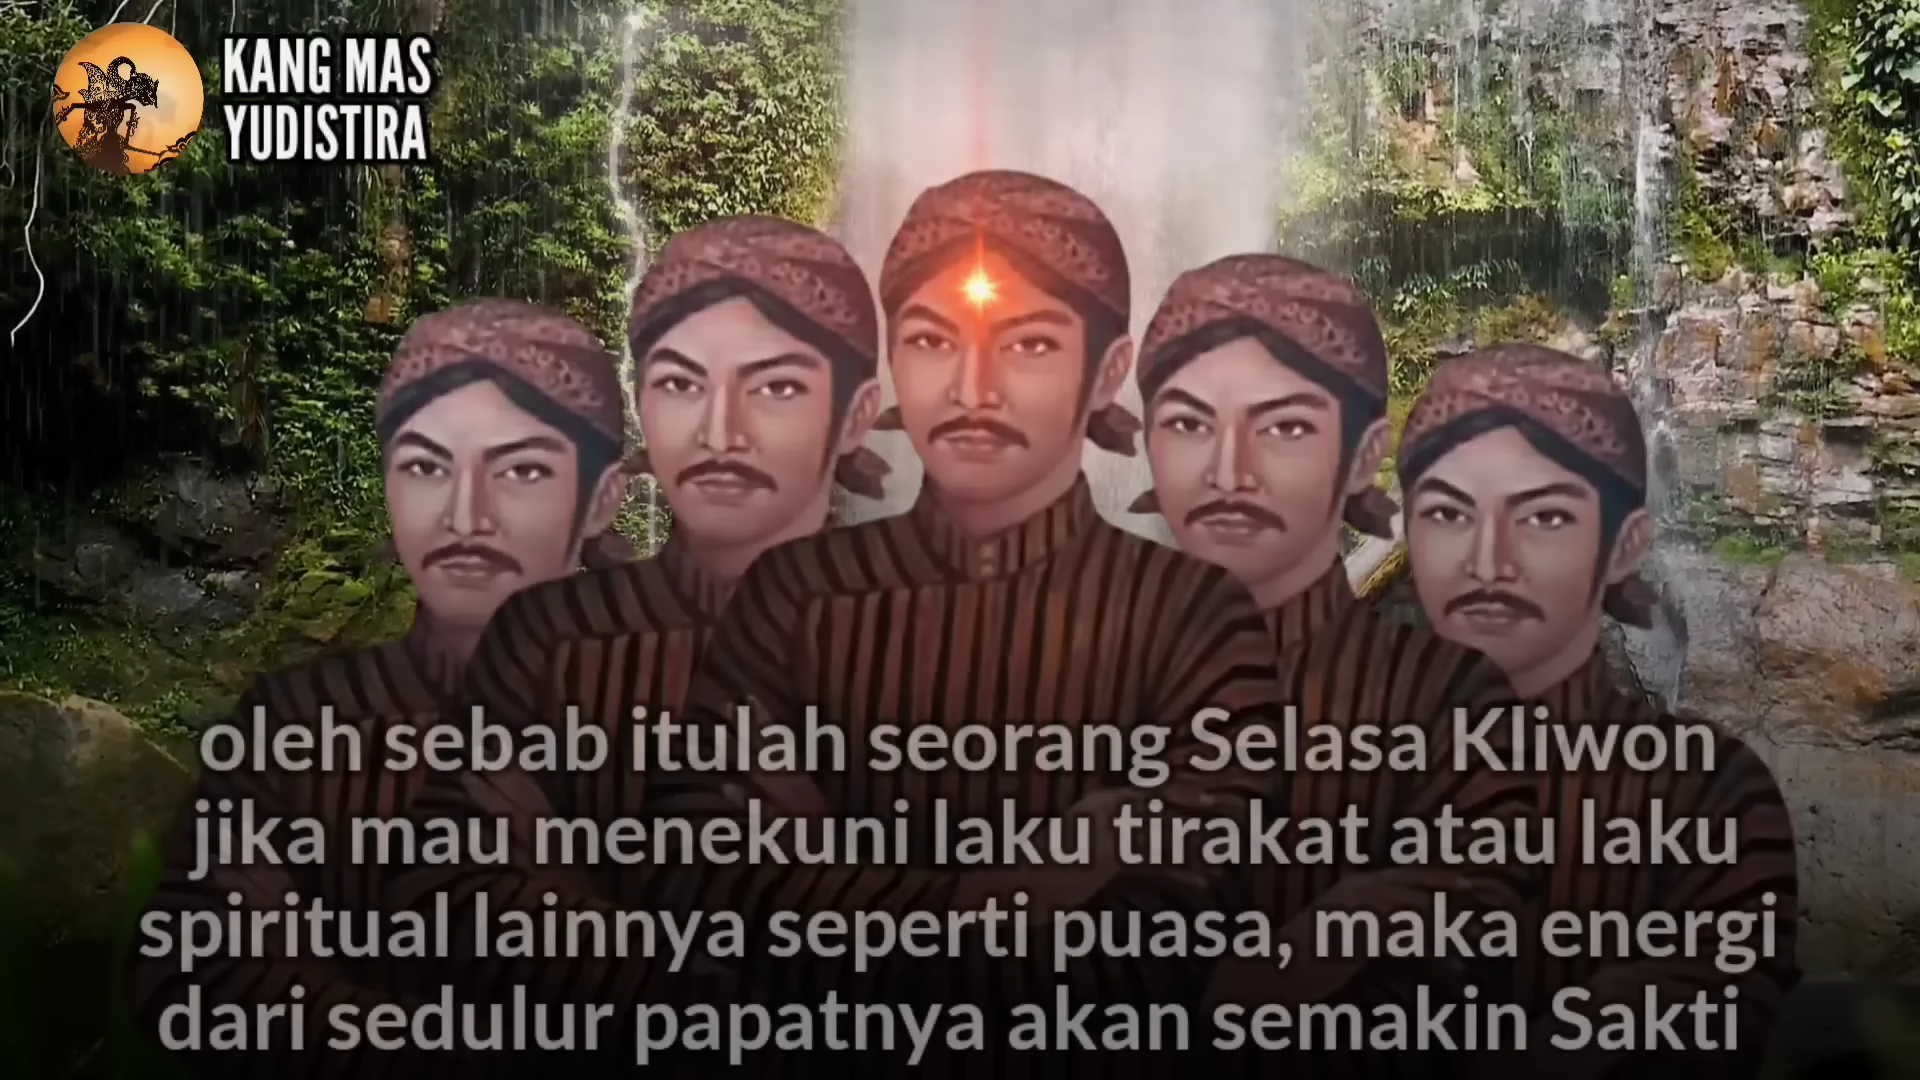 KANG MAS
YUDISTIRA
oleh sebab itulah seorang Selasa Kliwon
jika mau menekuni laku tirakat atau laku
spiritual lainnya seperti puasa, maka energi
dari sedulur papatnya akan semakin Sakti